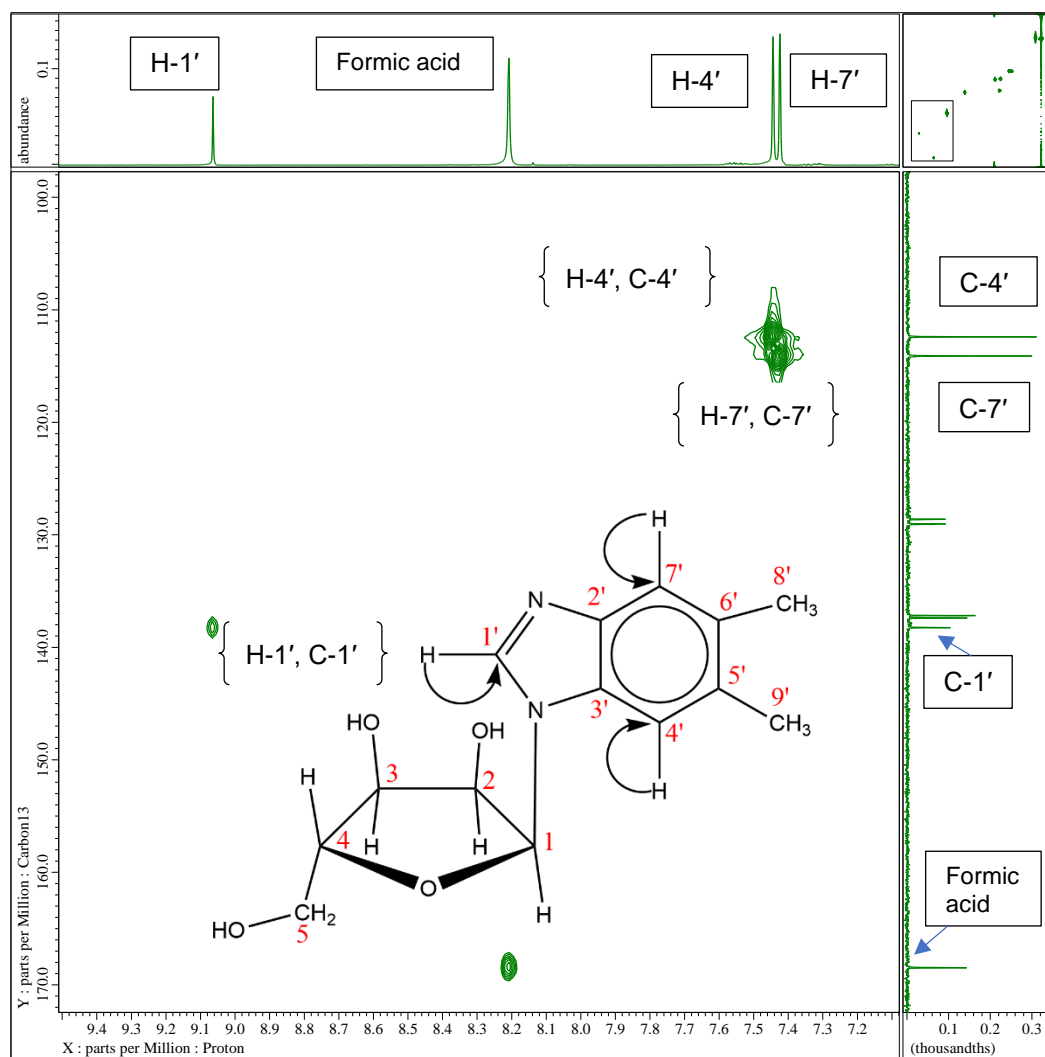 H-1′
Formic acid
H-4′
H-7′
0.1
abundance
100.0
110.0
120.0
130.0
140.0
150.0
160.0
170.0
Y : parts per Million : Carbon13
{ H-4′, C-4′ }
{ H-7′, C-7′ }
{ H-1′, C-1′ }
C-4′
C-7′
C-1′
Formic
acid
H
7'
8'
CH3
6'
2'
N
1'
H
5'
9'
3'
N
CH3
4'
HO
OH
H
3
2
H
4
H
H
1
O
HO
CH2
5
H
9.4 9.3 9.2 9.1 9.0 8.9 8.8 8.7 8.6 8.5 8.4 8.3 8.2 8.1 8.0 7.9 7.8 7.7 7.6 7.5 7.4 7.3 7.2
X : parts per Million : Proton
0.1 0.2 0.3
(thousandths)